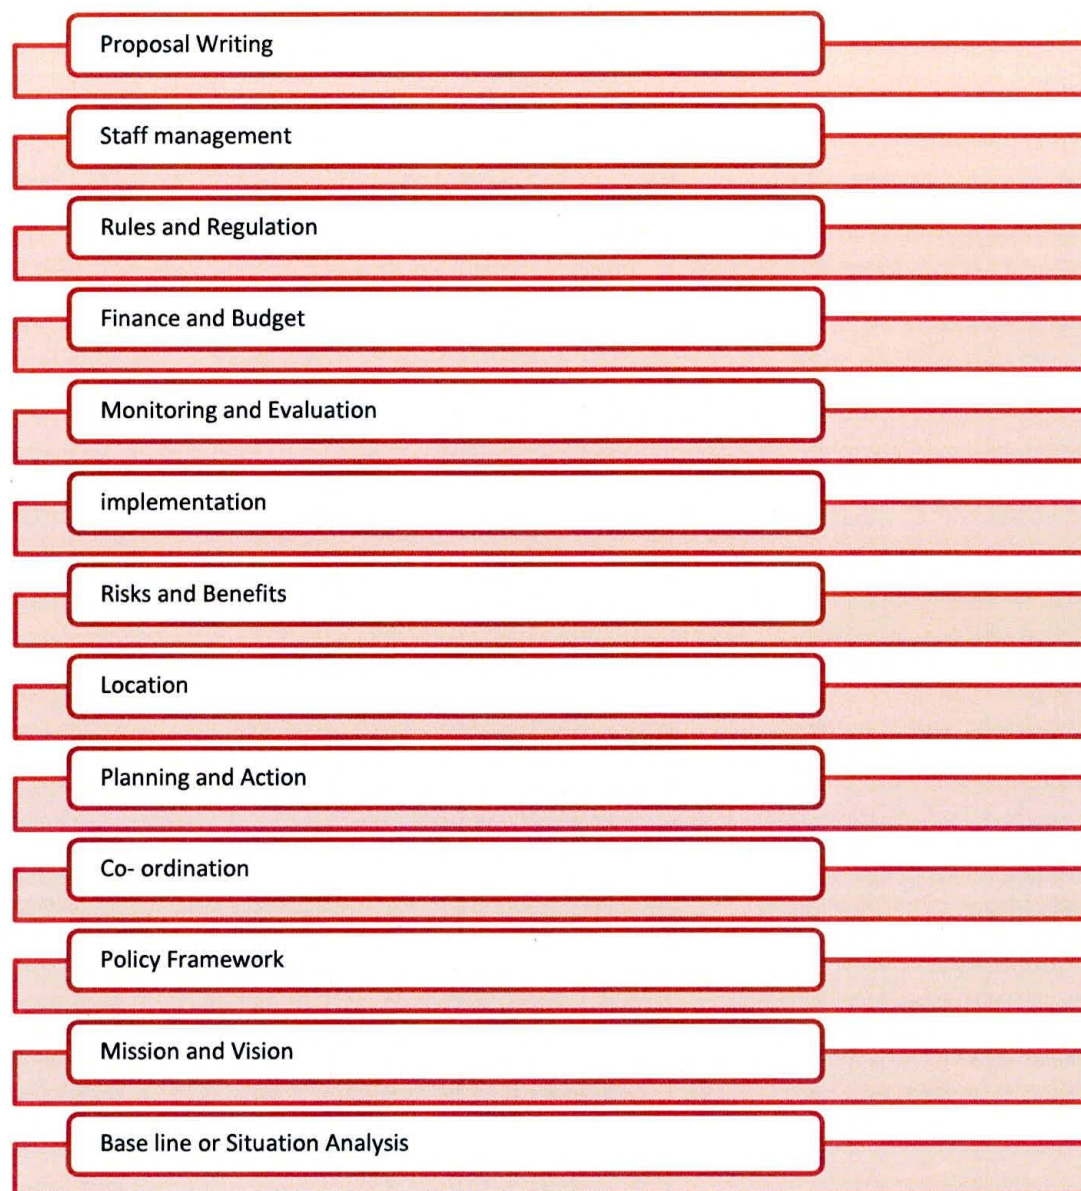 Proposal Writing
Staff management
Rules and Regulation
Finance and Budget
Monitoring and Evaluation
implementation
Risks and Benefits
Location
Planning and Action
Co- ordination
Policy Framework
Mission and Vision
Base line or Situation Analysis